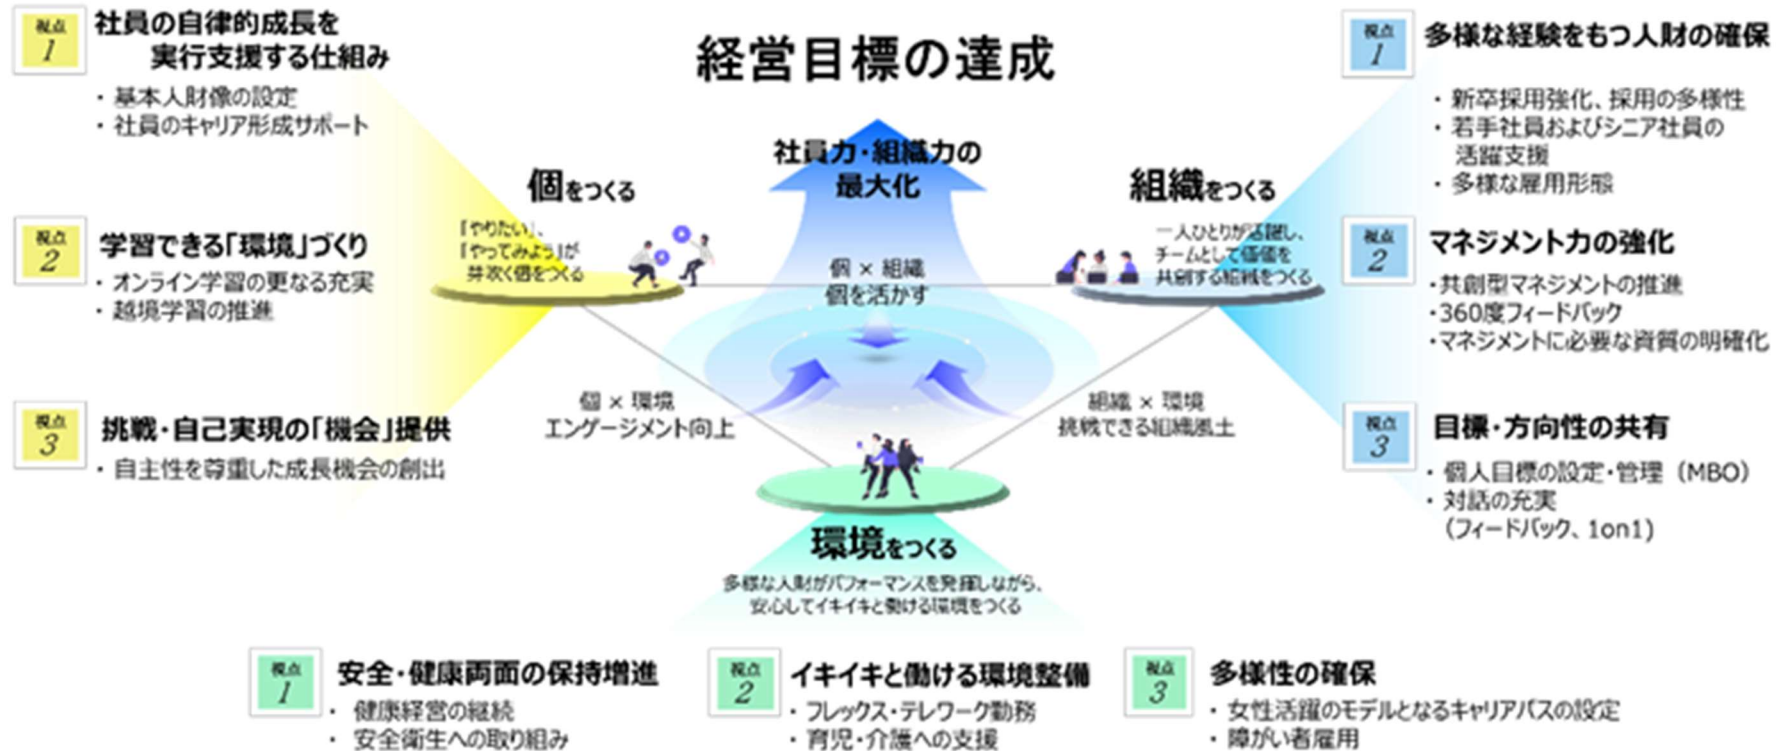 経営目標の達成
社員力・組織力の
最大化
視点
1
社員の自律的成長を
実行支援する仕組み
・ 基本人財像の設定
・ 社員のキャリア形成サポート
視点
2
学習できる「環境」づくり
・ オンライン学習の更なる充実
・ 越境学習の推進
視点
3
挑戦・自己実現の「機会」提供
・ 自主性を尊重した成長機会の創出
個をつくる
「やりたい」、
「やってみよう」が
芽吹く個をつくる
個 × 組織
個を活かす
組織をつくる
一人ひとりが活躍し、
チームとして価値を
共創する組織をつくる
個 × 環境
エンゲージメント向上
組織 × 環境
挑戦できる組織風土
視点
1
多様な経験をもつ人財の確保
・ 新卒採用強化、採用の多様性
・ 若手社員およびシニア社員の
活躍支援
・ 多様な雇用形態
視点
2
マネジメント力の強化
・共創型マネジメントの推進
・360度フィードバック
・マネジメントに必要な資質の明確化
視点
3
目標・方向性の共有
・ 個人目標の設定・管理（MBO）
・ 対話の充実
（フィードバック、1on1）
環境をつくる
多様な人財がパフォーマンスを発揮しながら、
安心してイキイキと働ける環境をつくる
視点
1
安全・健康両面の保持増進
・ 健康経営の継続
・ 安全衛生への取り組み
視点
2
イキイキと働ける環境整備
・ フレックス・テレワーク勤務
・ 育児・介護への支援
視点
3
多様性の確保
・ 女性活躍のモデルとなるキャリアパスの設定
・ 障がい者雇用